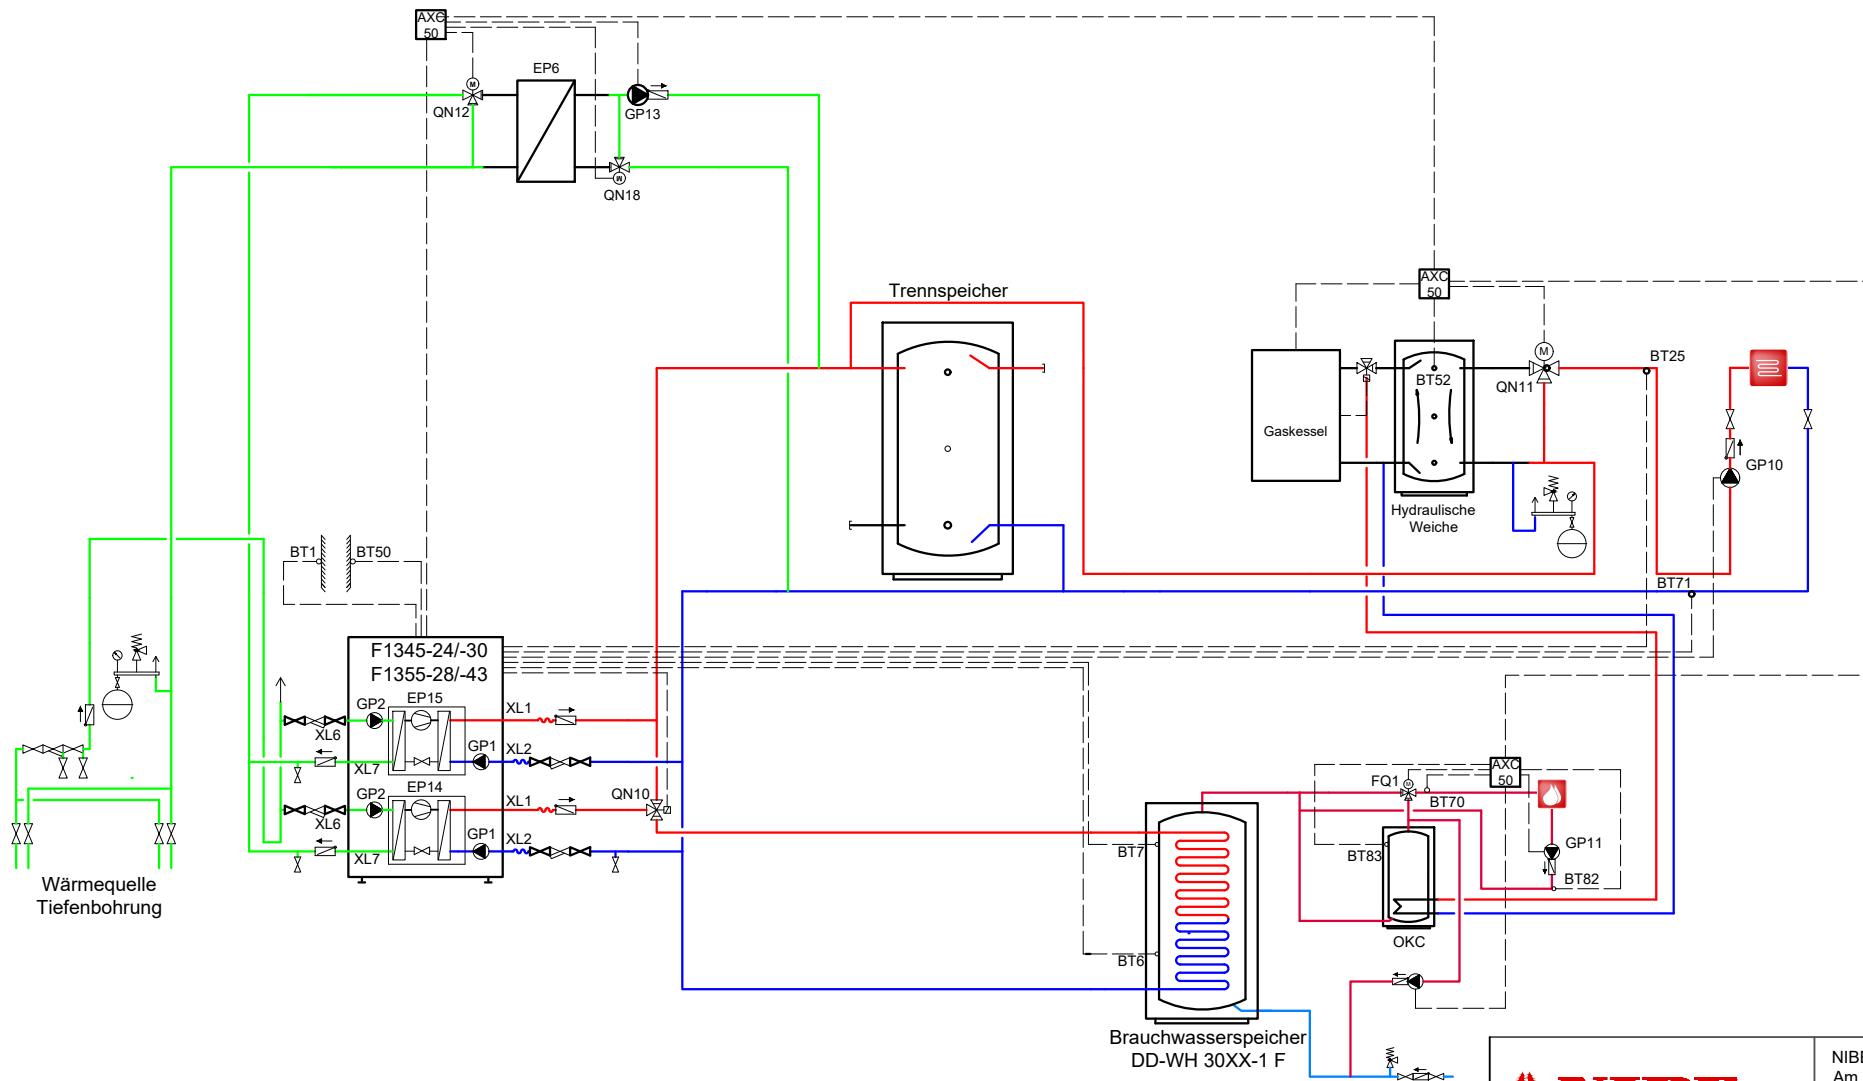 AXC
50
EP6
QN12
GP13
QN18
Trennspeicher
AXC
50
BT25
BT52
QN11
Gaskessel
GP10
Hydraulische
Weiche
BT1
BT50
BT71
F1345-24/-30
F1355-28/-43
EP15
GP2
XL1
XL6
GP1
XL2
XL7
EP14
GP2
XL1
QN10
XL6
GP1
XL2
XL7
AXC
50
FQ1
BT70
BT7
BT83
GP11
BT82
Wärmequelle
Tiefenbohrung
OKC
BT6
Brauchwasserspeicher
DD-WH 30XX-1 F
Am